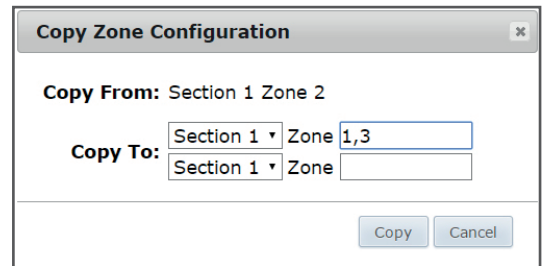 Copy Zone Configuration
Copy From: Section 1 Zone 2
Copy To:
Section 1 Zone 1,3
Section 1 Zone
Copy Cancel